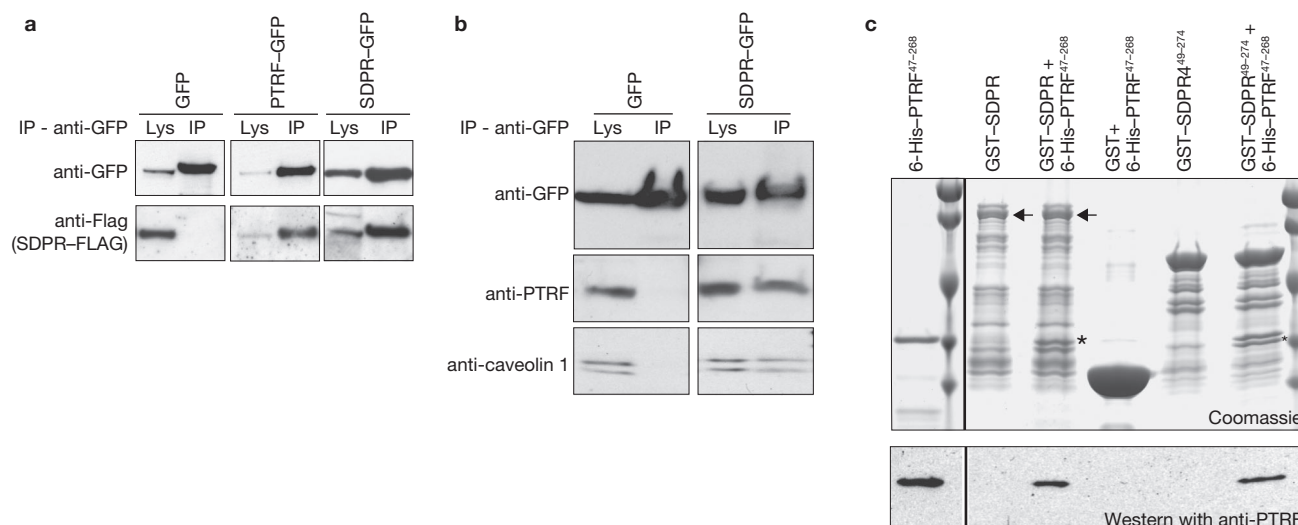 a
GFP
PTRF–GFP
SDPR–GFP
IP - anti-GFP
Lys IP Lys IP Lys IP
anti-GFP
anti-Flag
(SDPR–FLAG)
b
GFP
SDPR–GFP
IP - anti-GFP
Lys IP Lys IP
anti-GFP
anti-PTRF
anti-caveolin 1
c
6-His–PTRF47–268
GST–SDPR
GST–SDPR +
6-His–PTRF47–268
GST+
6-His–PTRF47–268
GST–SDPR449–274
GST–SDPR49–274 +
6-His–PTRF47–268
*
*
Coomassie
Western with anti-PTRF